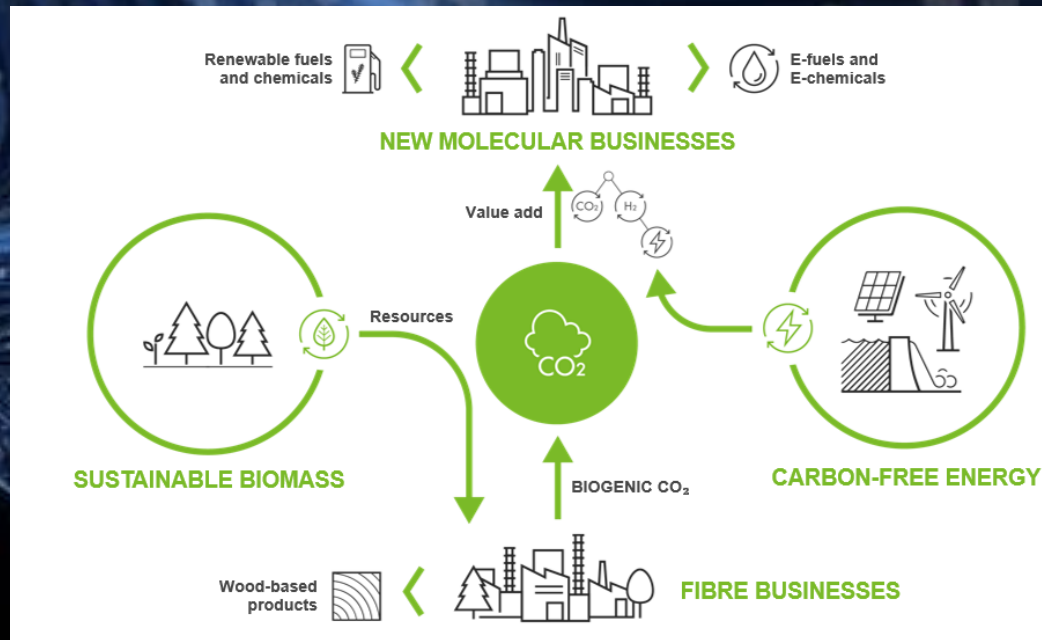 Renewable fuels
and chemicals
E-fuels and
E-chemicals
NEW MOLECULAR BUSINESSES
Value add
CO₂
H₂
Resources
CO₂
SUSTAINABLE BIOMASS
CARBON-FREE ENERGY
BIOGENIC CO₂
Wood-based
products
FIBRE BUSINESSES